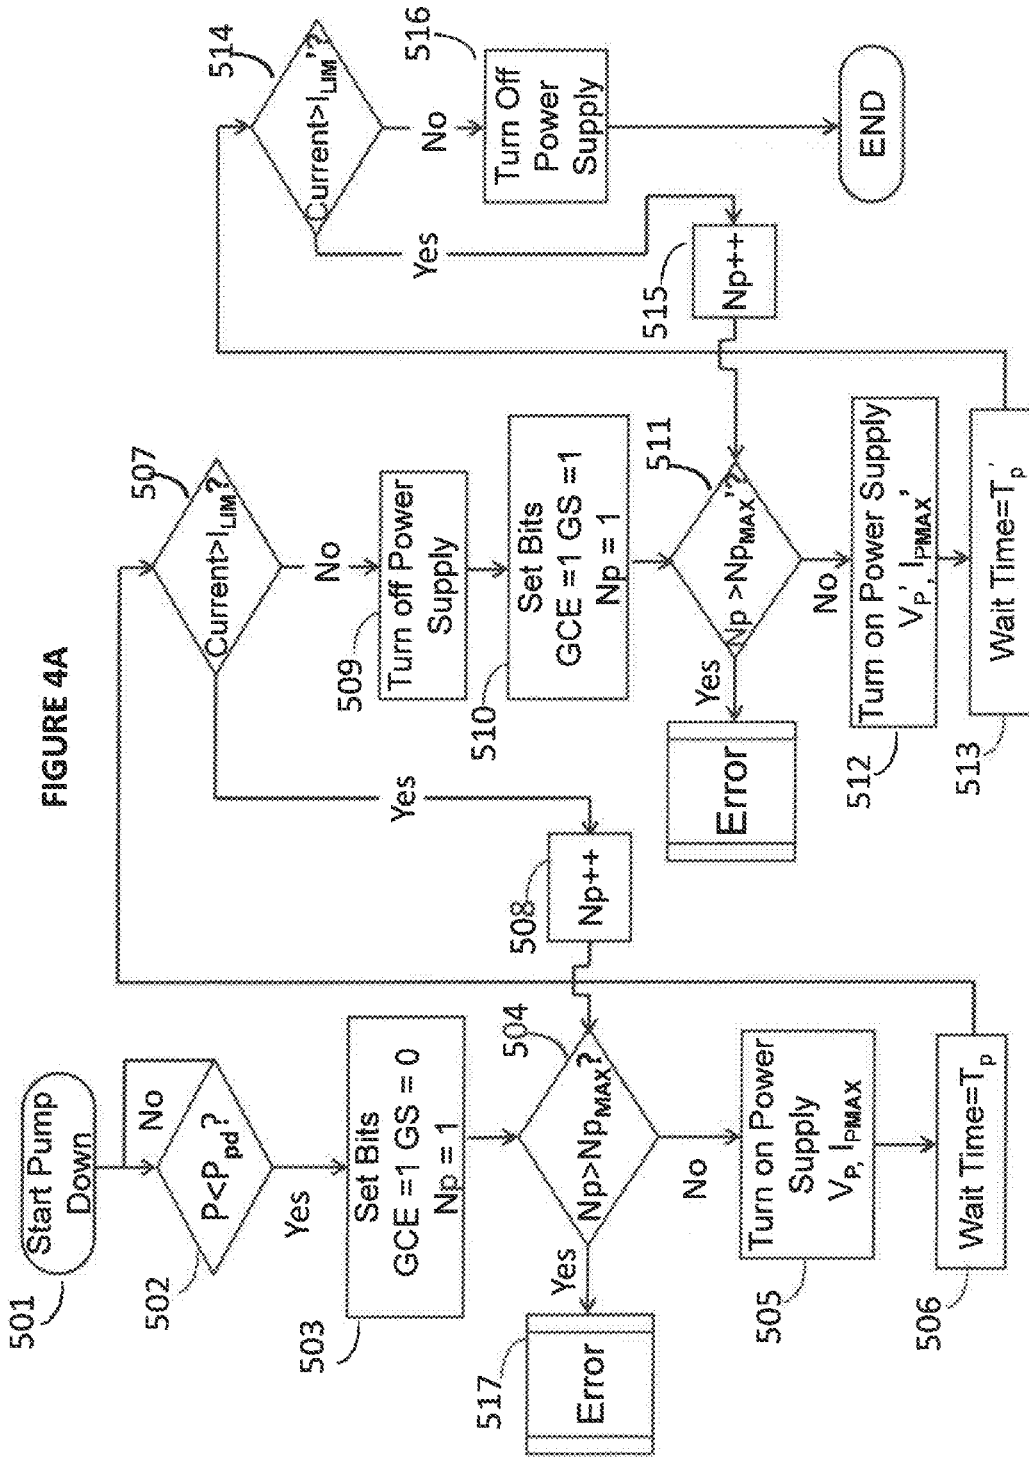 FIGURE 4A
501
Start Pump
Down
502
P<Ppd?
No
Yes
503
Set Bits
GCE =1 GS = 0
Np = 1
504
Np>NpMAX?
Yes
517
Error
No
505
Turn on Power
Supply
VP, IPMAX
506
Wait Time=Tp
507
Current>ILIM?
Yes
508
Np++
No
509
Turn off Power
Supply
510
Set Bits
GCE =1 GS =1
Np = 1
511
Np >NpMAX'?
Yes
Error
No
512
Turn on Power Supply
VP', IPMAX'
513
Wait Time=Tp'
514
Current>ILIM'?
Yes
515
Np++
No
516
Turn Off
Power
Supply
END